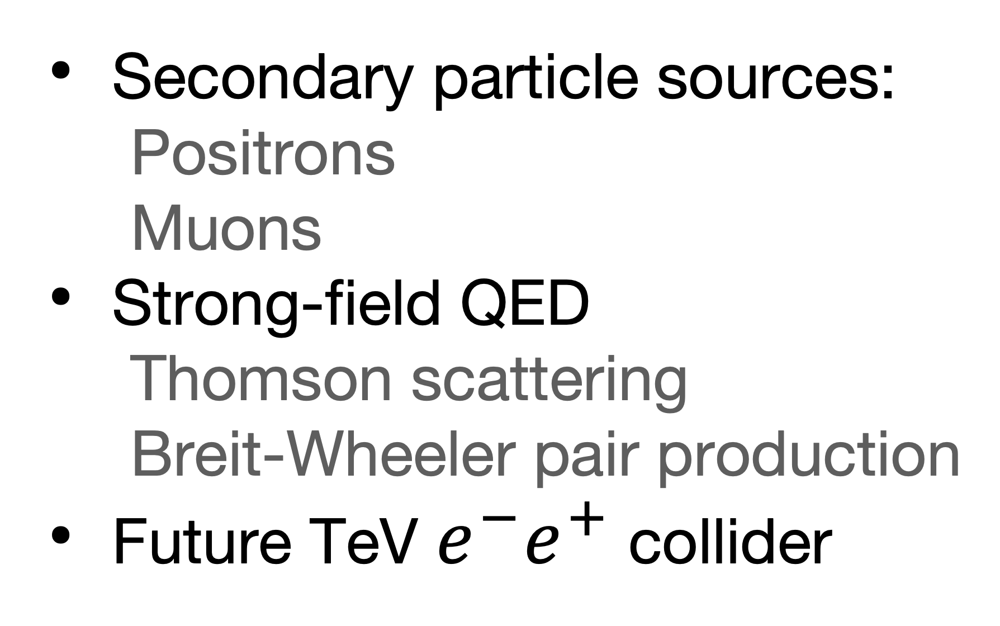 • Secondary particle sources:
Positrons
Muons
• Strong-field QED
Thomson scattering
Breit-Wheeler pair production
• Future TeV e⁻e⁺ collider